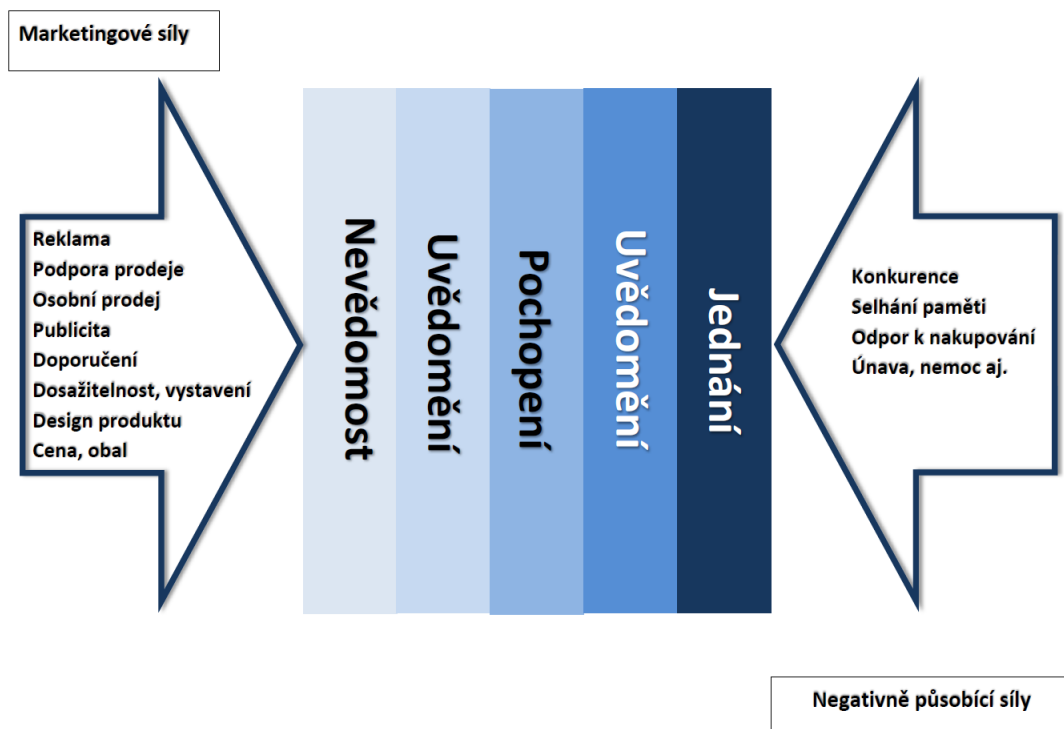 Marketingové síly
Reklama
Podpora prodeje
Osobní prodej
Publicita
Doporučení
Dosažitelnost, vystavení
Design produktu
Cena, obal
Nevědomost
Uvědomění
Pochopení
Uvědomění
Jednání
Konkurence
Selhání paměti
Odpor k nakupování
Únava, nemoc aj.
Negativně působící síly